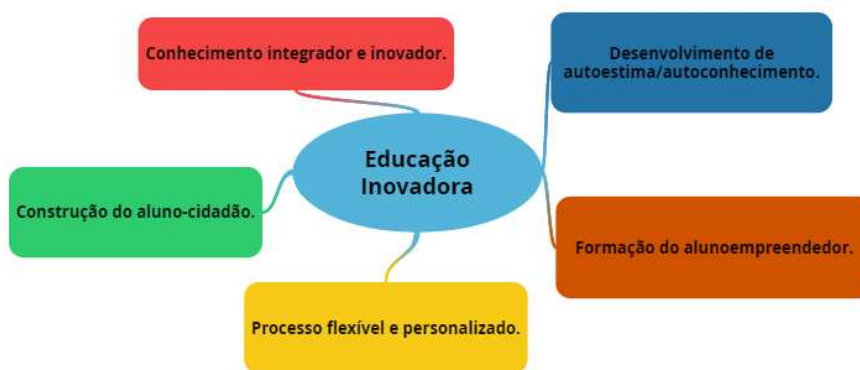 Conhecimento integrador e inovador.
Desenvolvimento de
autoestima/autoconhecimento.
Educação
Inovadora
Construção do aluno-cidadão.
Formação do alunoempreendedor.
Processo flexível e personalizado.